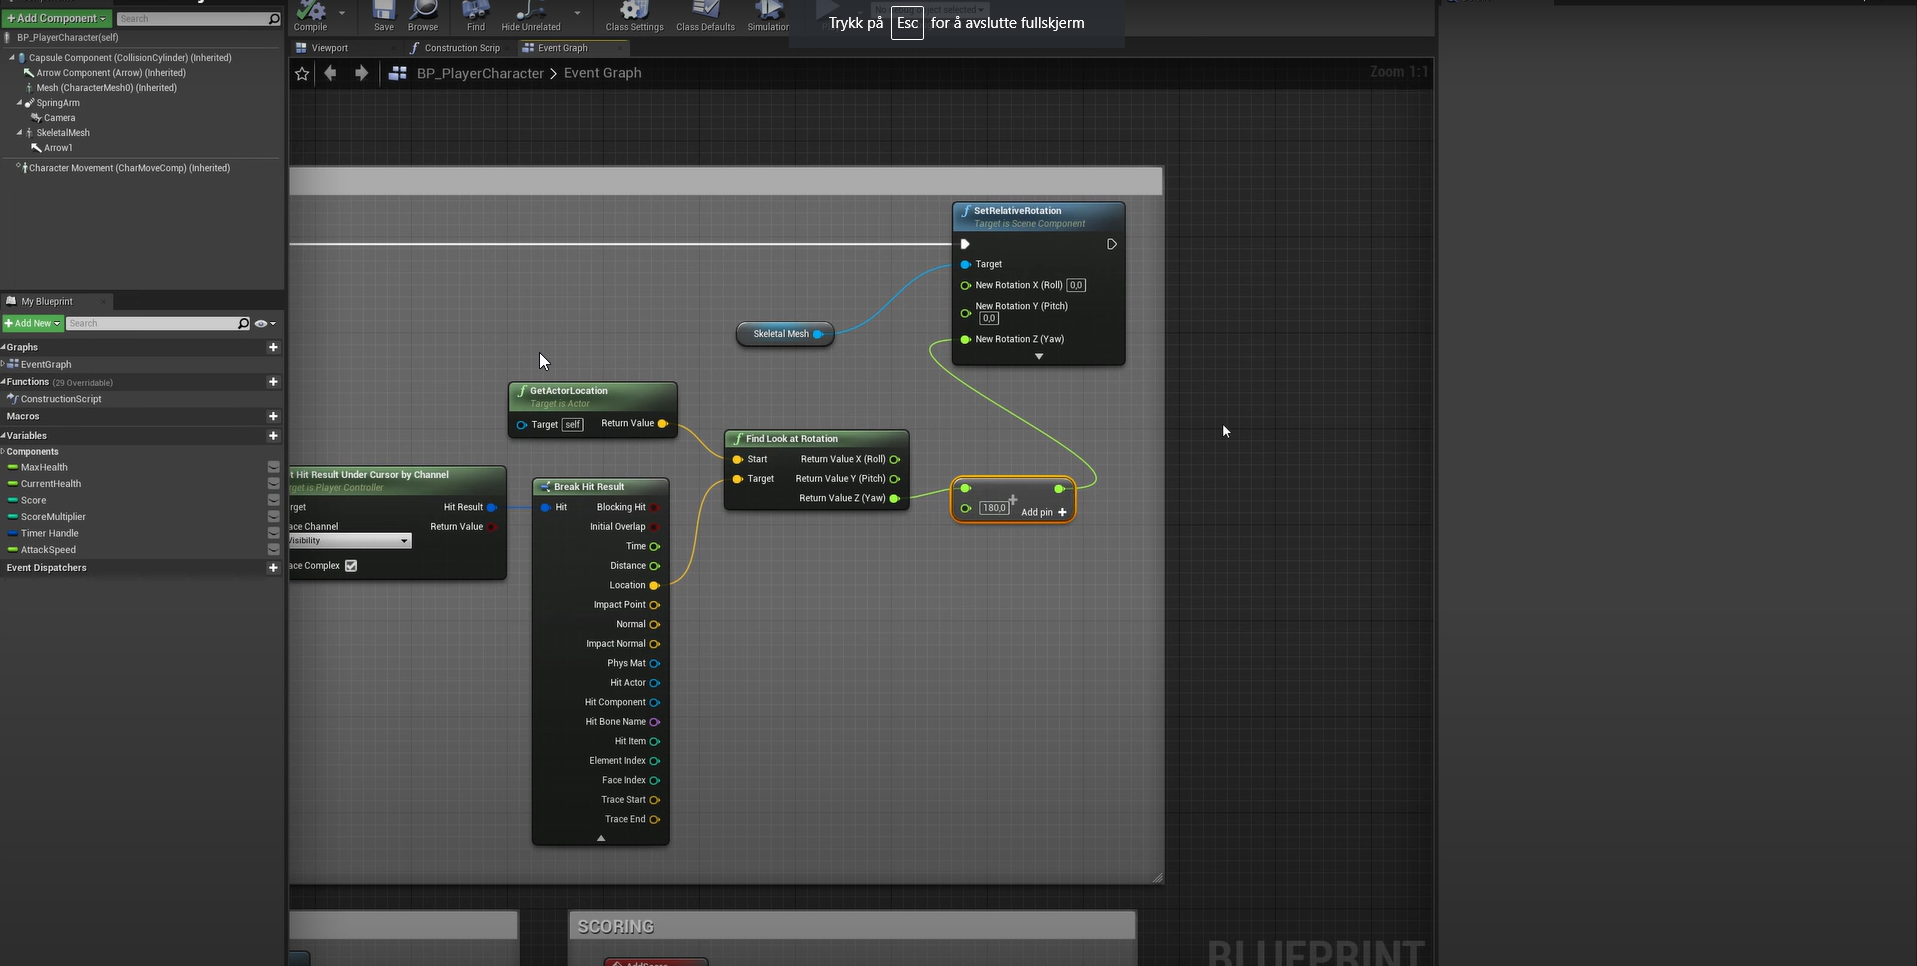 Add Component
Search
Compile
Save
Browse
Find
Hide Unrelated
Class Settings
Class Defaults
Simulation
Trykk på Esc for å avslutte fullskjerm
BP_PlayerCharacter(self)
Capsule Component (CollisionCylinder) (Inherited)
Arrow Component (Arrow) (Inherited)
Mesh (CharacterMesh0) (Inherited)
SpringArm
Camera
SkeletalMesh
Arrow1
Character Movement (CharMoveComp) (Inherited)
Viewport
Construction Scrip
Event Graph
BP_PlayerCharacter > Event Graph
Zoom 1:1
My Blueprint
Add New
Search
Graphs
EventGraph
Functions (29 Overridable)
ConstructionScript
Macros
Variables
Components
MaxHealth
CurrentHealth
Score
ScoreMultiplier
Timer Handle
AttackSpeed
Event Dispatchers
SetRelativeRotation
Target is Scene Component
Target
New Rotation X (Roll) 0,0
New Rotation Y (Pitch)
0,0
New Rotation Z (Yaw)
Skeletal Mesh
GetActorLocation
Target is Actor
Target self Return Value
Find Look at Rotation
Start Return Value X (Roll)
Target Return Value Y (Pitch)
Return Value Z (Yaw)
180,0
Add pin
t Hit Result Under Cursor by Channel
rget is Player Controller
rget Hit Result
ace Channel Return Value
Visibility
ace Complex
Break Hit Result
Hit Blocking Hit
Initial Overlap
Time
Distance
Location
Impact Point
Normal
Impact Normal
Phys Mat
Hit Actor
Hit Component
Hit Bone Name
Hit Item
Element Index
Face Index
Trace Start
Trace End
SCORING
AddScore
BLUEPRINT